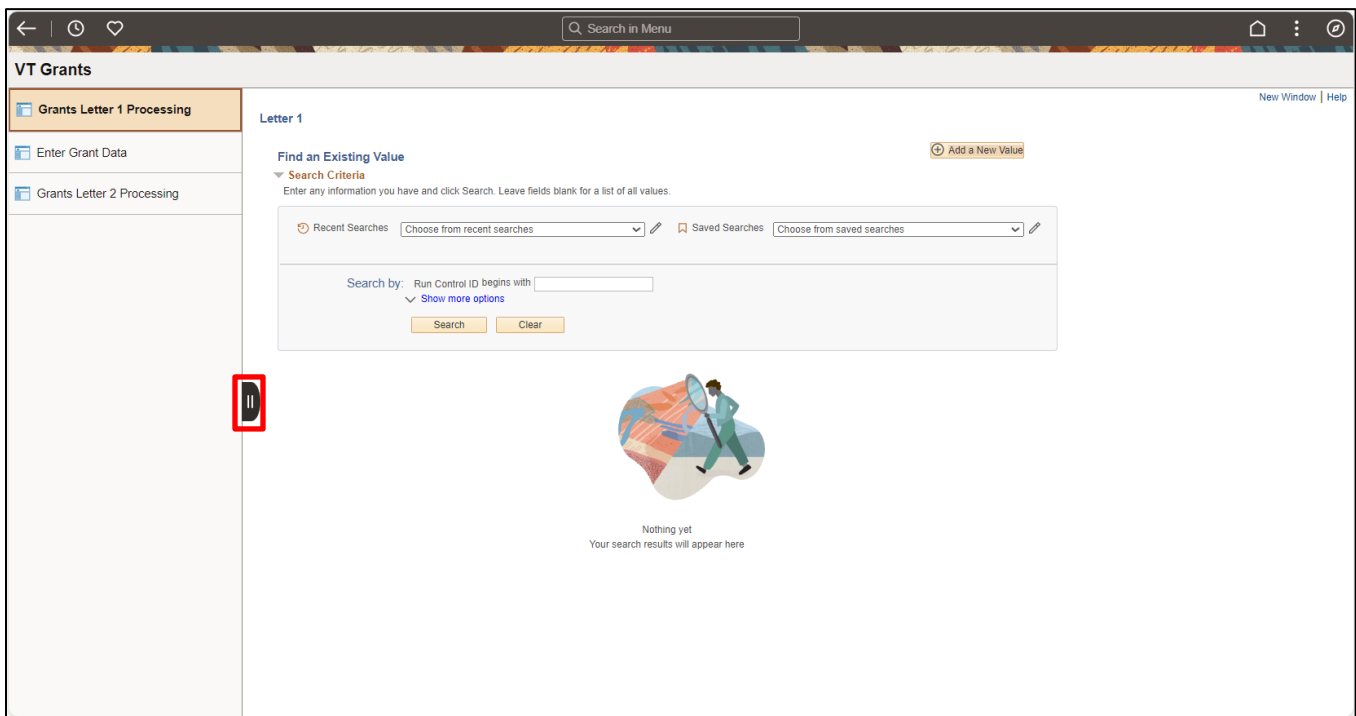 Search in Menu
VT Grants
Grants Letter 1 Processing
Enter Grant Data
Grants Letter 2 Processing
New Window | Help
Letter 1
Find an Existing Value
Add a New Value
Search Criteria
Enter any information you have and click Search. Leave fields blank for a list of all values.
Recent Searches Choose from recent searches Saved Searches Choose from saved searches
Search by: Run Control ID begins with
Show more options
Search Clear
Nothing yet
Your search results will appear here